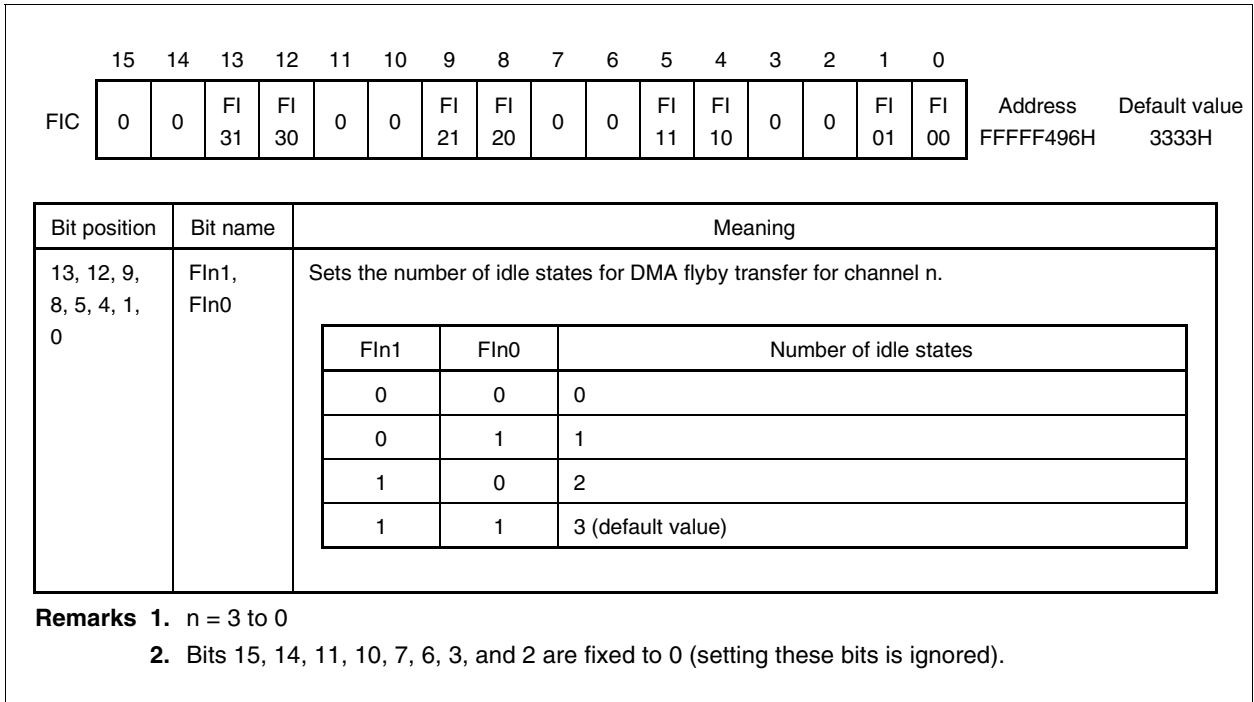 15 14 13 12 11 10 9 8 7 6 5 4 3 2 1 0
FIC 0 0 FI 31 FI 30 0 0 FI 21 FI 20 0 0 FI 11 FI 10 0 0 FI 01 FI 00 Address FFFFF496H Default value 3333H
Bit position Bit name Meaning
13, 12, 9, 8, 5, 4, 1, 0 FIn1, FIn0 Sets the number of idle states for DMA flyby transfer for channel n.
FIn1 FIn0 Number of idle states
0 0 0
0 1 1
1 0 2
1 1 3 (default value)
Remarks 1. n = 3 to 0
2. Bits 15, 14, 11, 10, 7, 6, 3, and 2 are fixed to 0 (setting these bits is ignored).